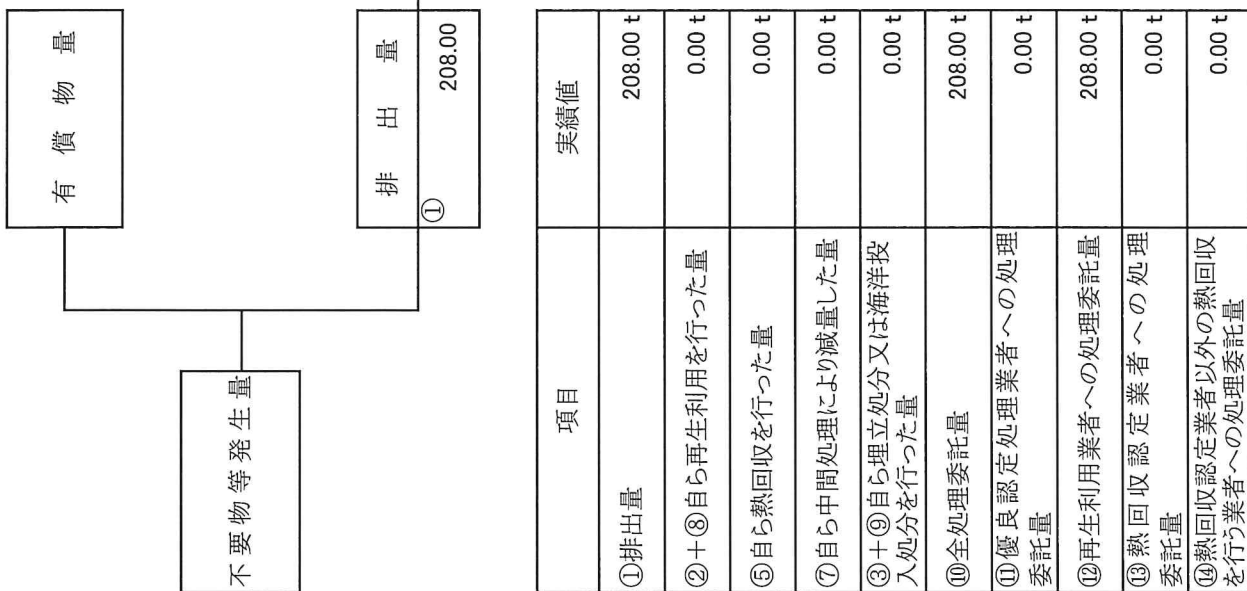 有償物量
不要物等発生量
排出量
①
208.00
項目
実績値
①排出量
208.00 t
②+⑧自ら再生利用を行った量
0.00 t
⑤自ら熱回収を行った量
0.00 t
⑦自ら中間処理により減量した量
0.00 t
③+⑨自ら埋立処分又は海洋投
入処分を行った量
0.00 t
⑩全処理委託量
208.00 t
⑪優良認定処理業者への処理
委託量
0.00 t
⑫再生利用業者への処理委託量
208.00 t
⑬熱回収認定業者への処理
委託量
0.00 t
⑭熱回収認定業者以外の熱回収
を行う業者への処理委託量
0.00 t